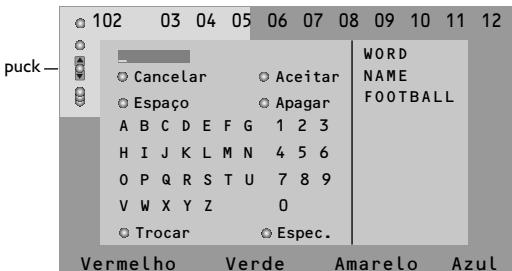 102 03 04 05 06 07 08 09 10 11 12
puck
Cancelar Aceitar
Espaço Apagar
A B C D E F G 1 2 3
H I J K L M N 4 5 6
O P Q R S T U 7 8 9
V W X Y Z 0
Trocar Espec.
WORD
NAME
FOOTBALL
Vermelho Verde Amarelo Azul